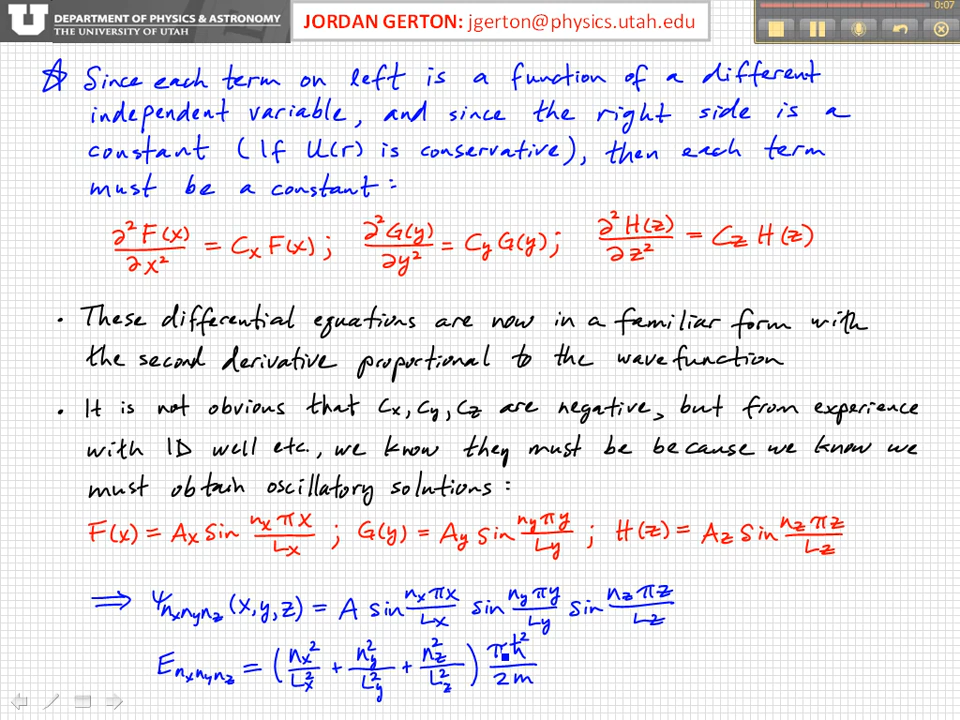 DEPARTMENT OF PHYSICS & ASTRONOMY
THE UNIVERSITY OF UTAH
JORDAN GERTON: jgerton@physics.utah.edu
0:07
☆ Since each term on left is a function of a different
independent variable, and since the right side is a
constant (If U(r) is conservative), then each term
must be a constant:
∂²F(x)/∂x² = Cx F(x); ∂²G(y)/∂y² = Cy G(y); ∂²H(z)/∂z² = Cz H(z)
• These differential equations are now in a familiar form with
the second derivative proportional to the wavefunction
• It is not obvious that Cx, Cy, Cz are negative, but from experience
with 1D well etc., we know they must be because we know we
must obtain oscillatory solutions:
F(x) = Ax sin nxπx/Lx ; G(y) = Ay sin nyπy/Ly ; H(z) = Az sin nzπz/Lz
⟹ Ψnxnynz (x,y,z) = A sin nxπx/Lx sin nyπy/Ly sin nzπz/Lz
Enxnynz = (nx²/Lx² + ny²/Ly² + nz²/Lz²) πħ²/2m